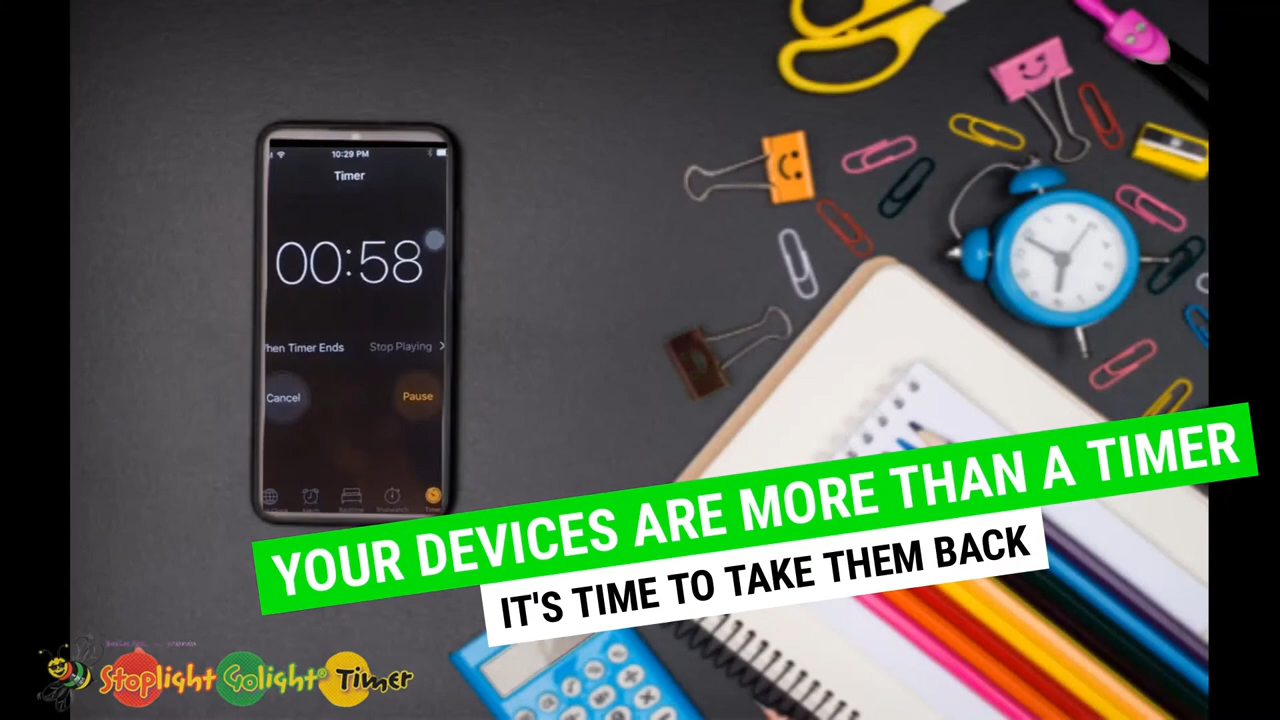 10:29 PM
Timer
00:58
hen Timer Ends Stop Playing
Cancel Pause
Timer
YOUR DEVICES ARE MORE THAN A TIMER
IT'S TIME TO TAKE THEM BACK
Stoplight Golight® Timer